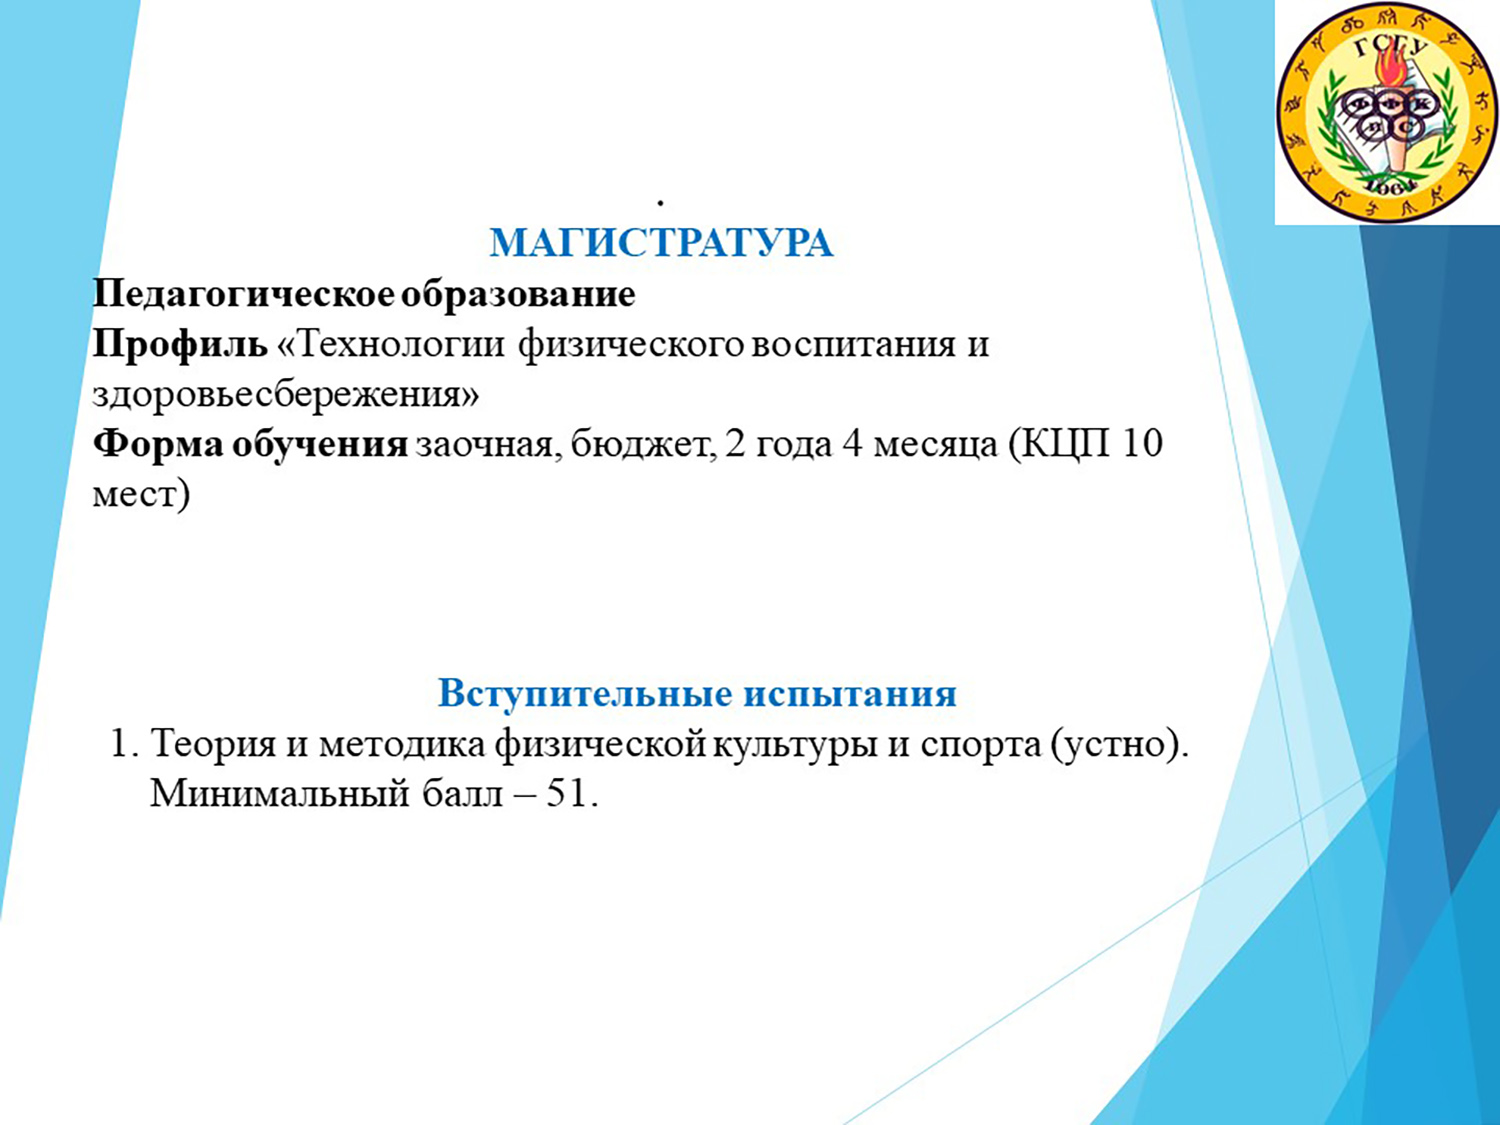 ГСГУ
ФФК
и С
1964
.
МАГИСТРАТУРА
Педагогическое образование
Профиль «Технологии физического воспитания и
здоровьесбережения»
Форма обучения заочная, бюджет, 2 года 4 месяца (КЦП 10
мест)
Вступительные испытания
1. Теория и методика физической культуры и спорта (устно).
Минимальный балл – 51.